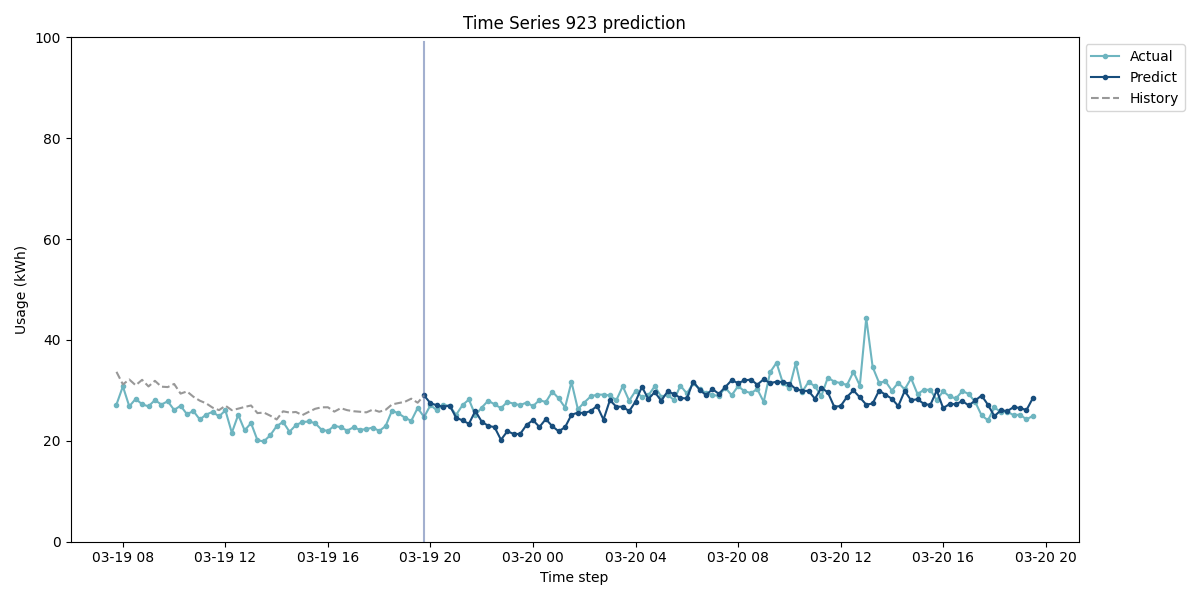 Time Series 923 prediction
100
80
60
40
20
0
Usage (kWh)
03-19 08 03-19 12 03-19 16 03-19 20 03-20 00 03-20 04 03-20 08 03-20 12 03-20 16 03-20 20
Time step
Actual
Predict
History